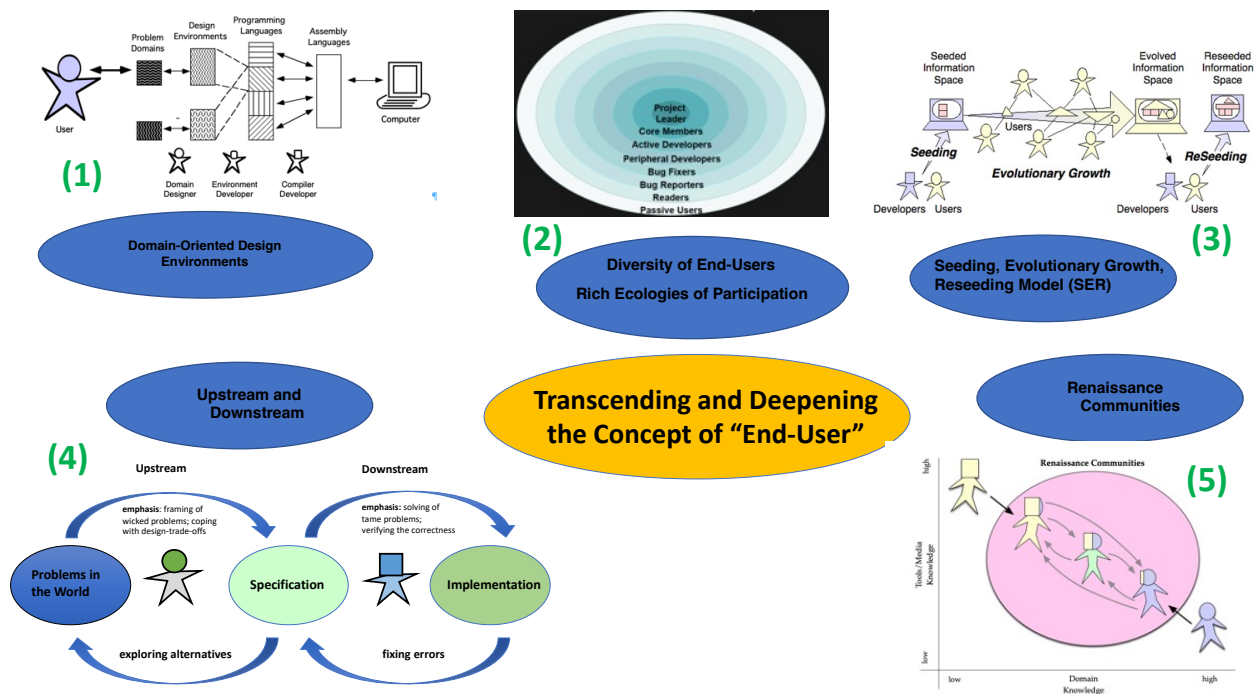 Problem
Domains
Design
Environments
Programming
Languages
Assembly
Languages
User
Computer
Domain
Designer
Environment
Developer
Compiler
Developer
¶
(1)
Domain-Oriented Design
Environments
Project
Leader
Core Members
Active Developers
Peripheral Developers
Bug Fixers
Bug Reporters
Readers
Passive Users
(2)
Diversity of End-Users
Rich Ecologies of Participation
Seeded
Information
Space
Evolved
Information
Space
Reseeded
Information
Space
Users
Seeding
Evolutionary Growth
ReSeeding
Developers
Users
Developers
Users
(3)
Seeding, Evolutionary Growth,
Reseeding Model (SER)
Upstream and
Downstream
Transcending and Deepening
the Concept of “End-User”
Renaissance
Communities
(4)
Upstream
Downstream
emphasis: framing of
wicked problems; coping
with design-trade-offs
emphasis: solving of
tame problems;
verifying the correctness
Problems in
the World
Specification
Implementation
exploring alternatives
fixing errors
Renaissance Communities
(5)
high
Tools/Media
Knowledge
low
low
Domain
Knowledge
high